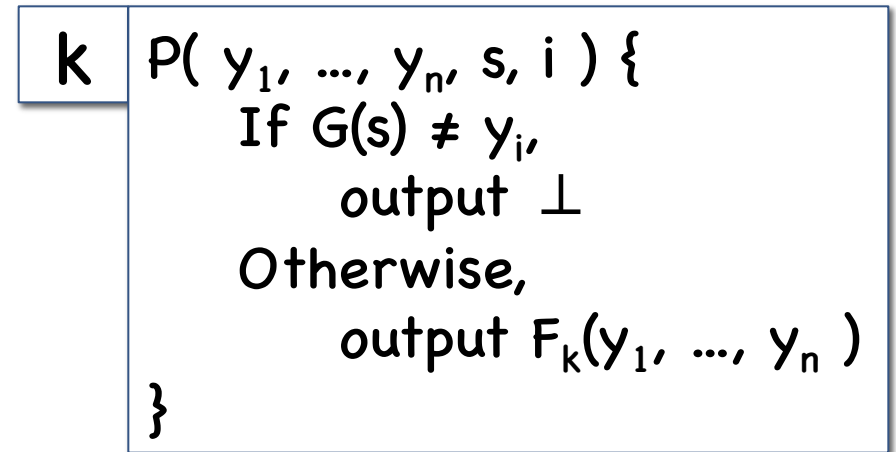 k
P( y₁, …, yₙ, s, i ) {
If G(s) ≠ yᵢ,
output ⊥
Otherwise,
output Fₖ(y₁, …, yₙ )
}